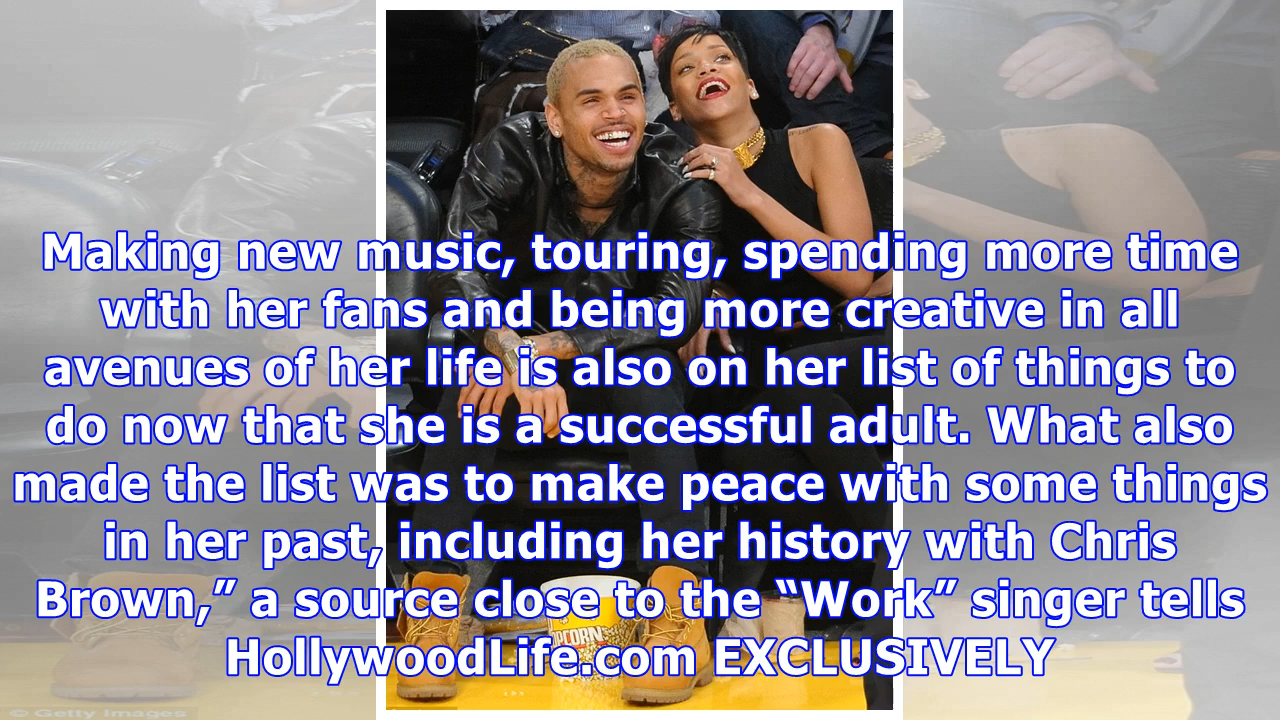 Making new music, touring, spending more time
with her fans and being more creative in all
avenues of her life is also on her list of things to
do now that she is a successful adult. What also
made the list was to make peace with some things
in her past, including her history with Chris
Brown,” a source close to the “Work” singer tells
HollywoodLife.com EXCLUSIVELY
POPCORN
© Getty Images